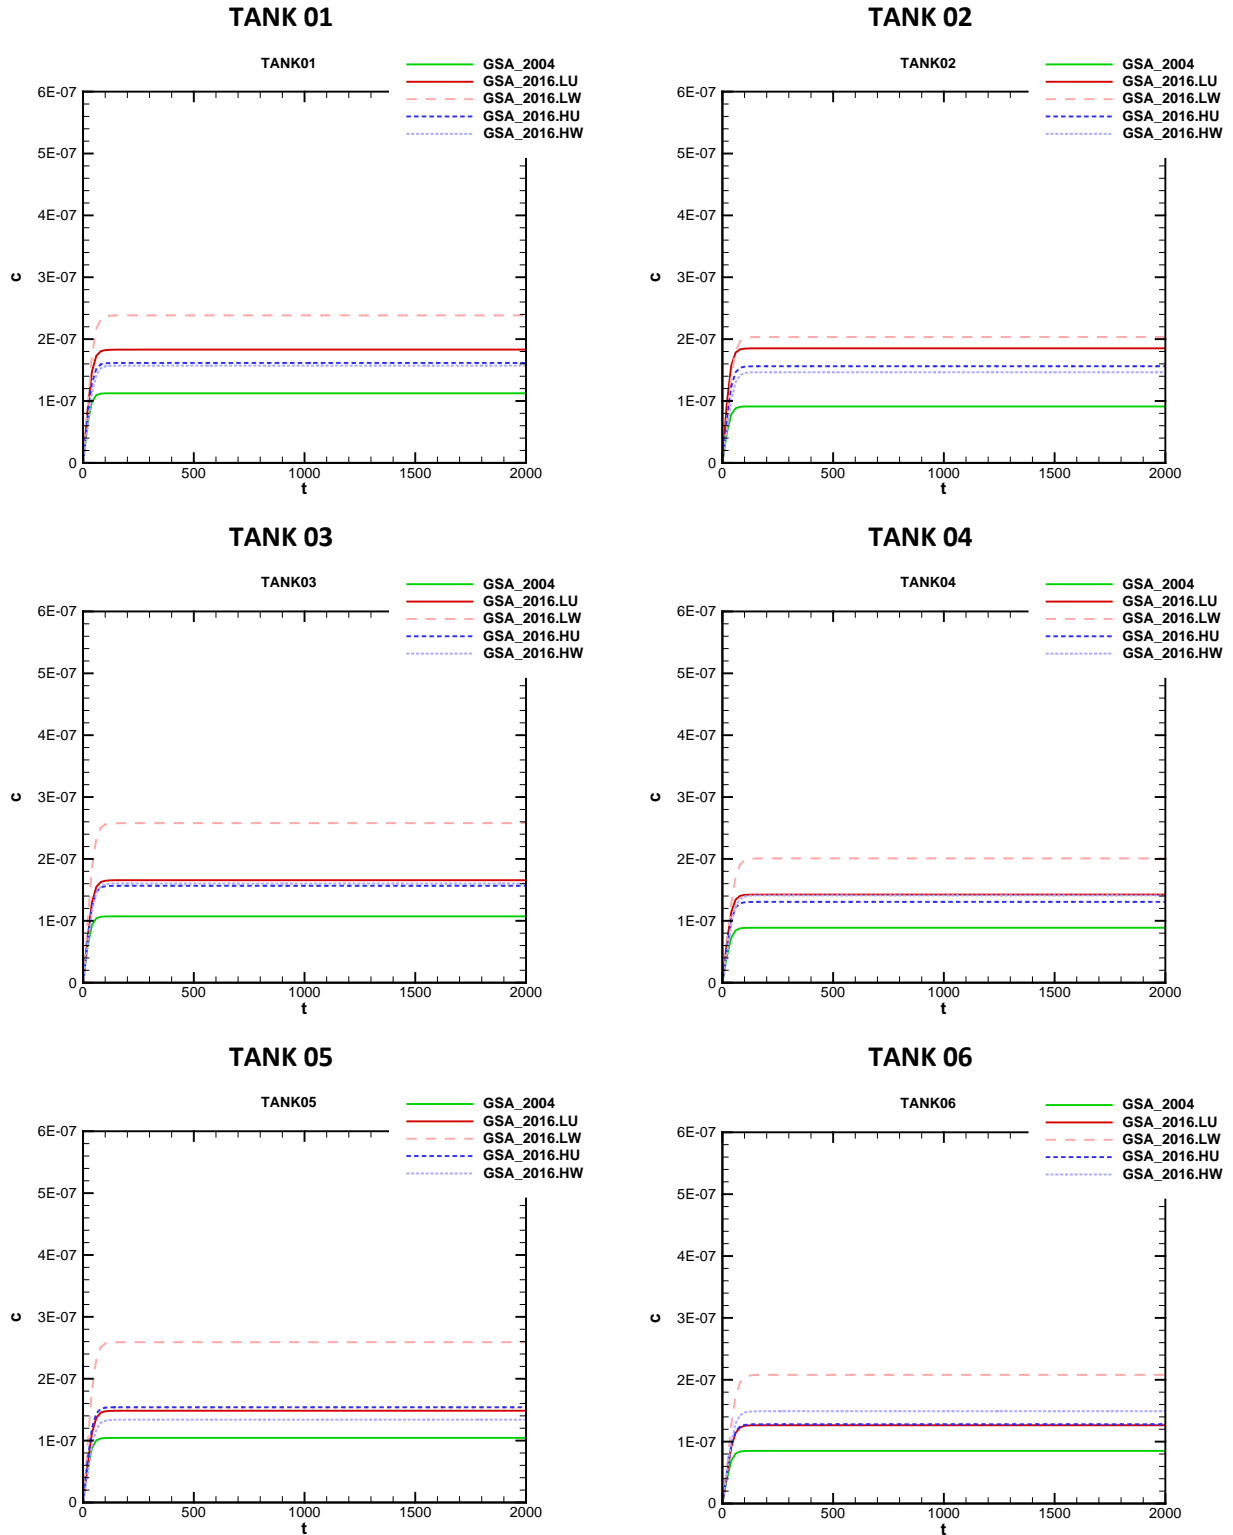 TANK 01
TANK01
GSA_2004
GSA_2016.LU
GSA_2016.LW
GSA_2016.HU
GSA_2016.HW
6E-07
5E-07
4E-07
3E-07
2E-07
1E-07
0
c
0 500 1000 1500 2000
t
TANK 02
TANK02
GSA_2004
GSA_2016.LU
GSA_2016.LW
GSA_2016.HU
GSA_2016.HW
6E-07
5E-07
4E-07
3E-07
2E-07
1E-07
0
c
0 500 1000 1500 2000
t
TANK 03
TANK03
GSA_2004
GSA_2016.LU
GSA_2016.LW
GSA_2016.HU
GSA_2016.HW
6E-07
5E-07
4E-07
3E-07
2E-07
1E-07
0
c
0 500 1000 1500 2000
t
TANK 04
TANK04
GSA_2004
GSA_2016.LU
GSA_2016.LW
GSA_2016.HU
GSA_2016.HW
6E-07
5E-07
4E-07
3E-07
2E-07
1E-07
0
c
0 500 1000 1500 2000
t
TANK 05
TANK05
GSA_2004
GSA_2016.LU
GSA_2016.LW
GSA_2016.HU
GSA_2016.HW
6E-07
5E-07
4E-07
3E-07
2E-07
1E-07
0
c
0 500 1000 1500 2000
t
TANK 06
TANK06
GSA_2004
GSA_2016.LU
GSA_2016.LW
GSA_2016.HU
GSA_2016.HW
6E-07
5E-07
4E-07
3E-07
2E-07
1E-07
0
c
0 500 1000 1500 2000
t